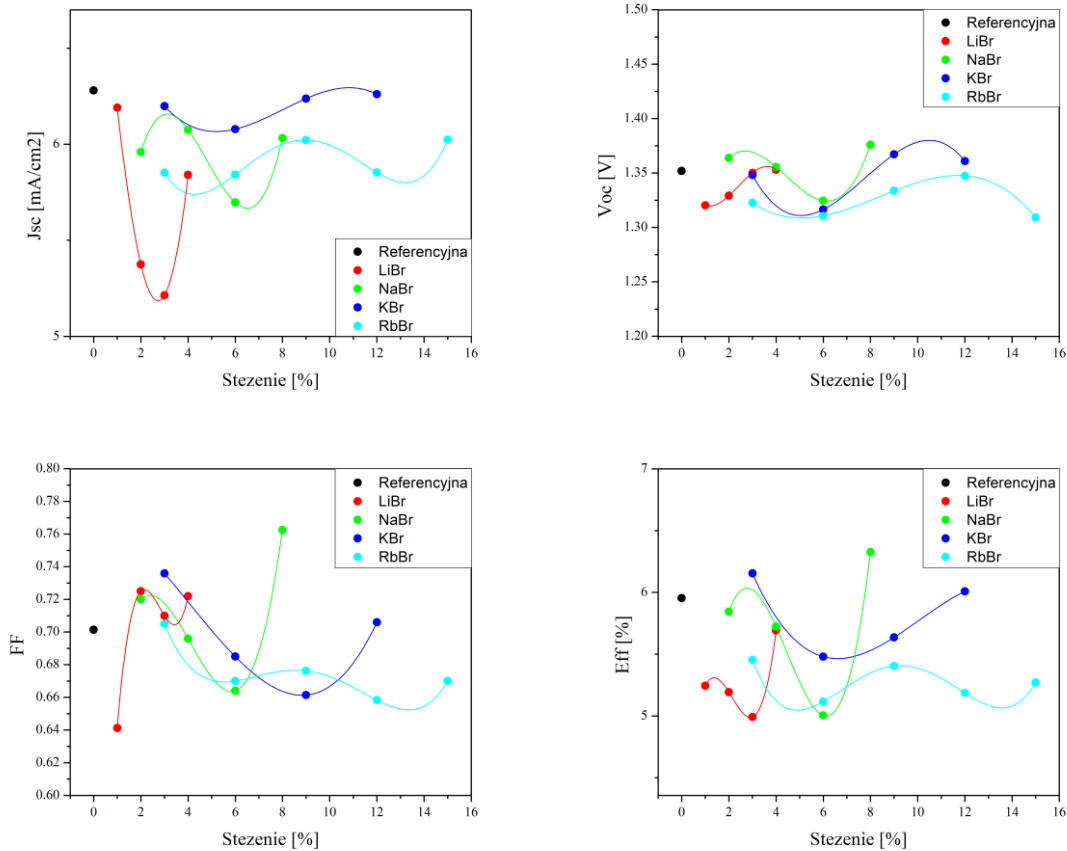 Jsc [mA/cm2]
6
5
0 2 4 6 8 10 12 14 16
Stezenie [%]
Referencyjna
LiBr
NaBr
KBr
RbBr
Voc [V]
1.50
1.45
1.40
1.35
1.30
1.25
1.20
0 2 4 6 8 10 12 14 16
Stezenie [%]
Referencyjna
LiBr
NaBr
KBr
RbBr
FF
0.80
0.78
0.76
0.74
0.72
0.70
0.68
0.66
0.64
0.62
0.60
0 2 4 6 8 10 12 14 16
Stezenie [%]
Referencyjna
LiBr
NaBr
KBr
RbBr
Eff [%]
7
6
5
0 2 4 6 8 10 12 14 16
Stezenie [%]
Referencyjna
LiBr
NaBr
KBr
RbBr